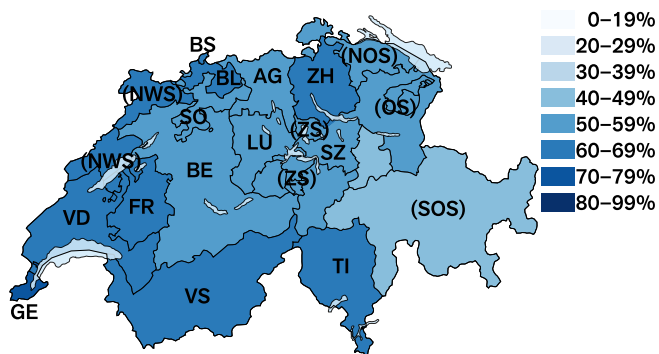 BS
(NOS)
BL
AG
ZH
(NWS)
(OS)
SO
(ZS)
LU
SZ
(NWS)
BE
(ZS)
FR
VD
(SOS)
TI
VS
GE
0–19%
20–29%
30–39%
40–49%
50–59%
60–69%
70–79%
80–99%